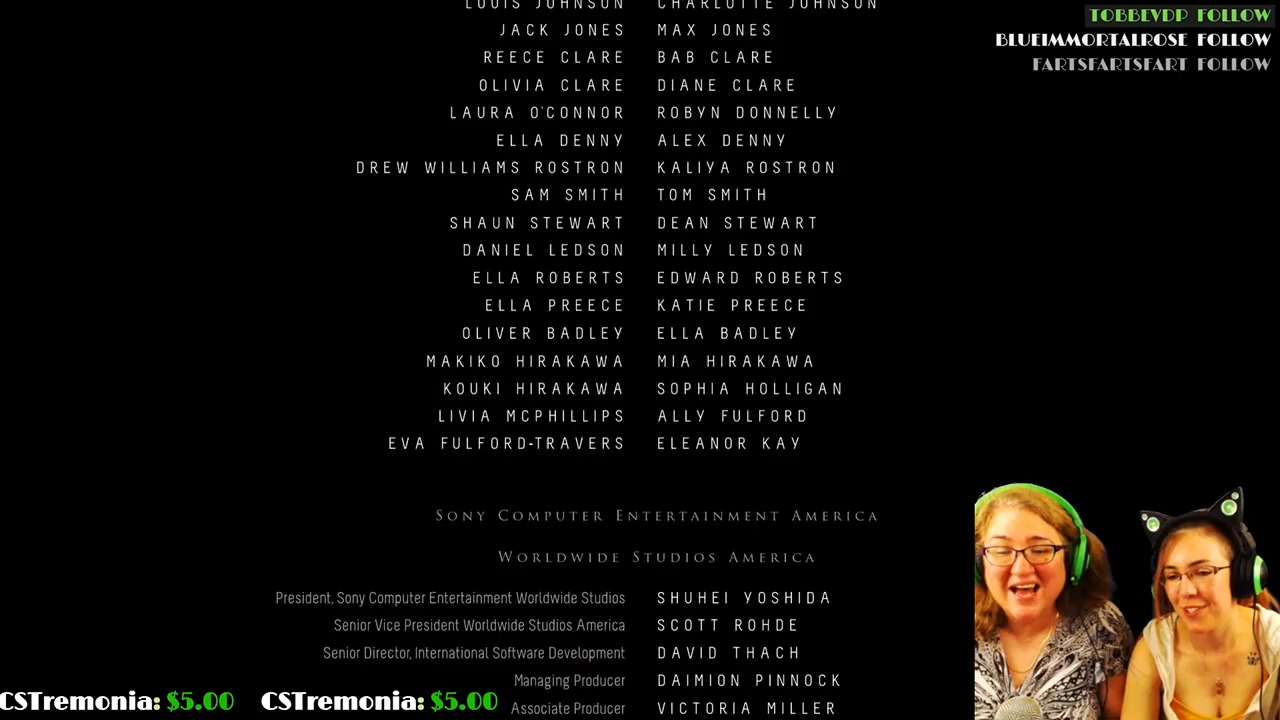 LOUIS JOHNSON CHARLOTTE JOHNSON
JACK JONES MAX JONES
REECE CLARE BAB CLARE
OLIVIA CLARE DIANE CLARE
LAURA O'CONNOR ROBYN DONNELLY
ELLA DENNY ALEX DENNY
DREW WILLIAMS ROSTRON KALIYA ROSTRON
SAM SMITH TOM SMITH
SHAUN STEWART DEAN STEWART
DANIEL LEDSON MILLY LEDSON
ELLA ROBERTS EDWARD ROBERTS
ELLA PREECE KATIE PREECE
OLIVER BADLEY ELLA BADLEY
MAKIKO HIRAKAWA MIA HIRAKAWA
KOUKI HIRAKAWA SOPHIA HOLLIGAN
LIVIA MCPHILLIPS ALLY FULFORD
EVA FULFORD-TRAVERS ELEANOR KAY
SONY COMPUTER ENTERTAINMENT AMERICA
WORLDWIDE STUDIOS AMERICA
President, Sony Computer Entertainment Worldwide Studios SHUHEI YOSHIDA
Senior Vice President Worldwide Studios America SCOTT ROHDE
Senior Director, International Software Development DAVID THACH
Managing Producer DAIMION PINNOCK
Associate Producer VICTORIA MILLER
TOBBEVDP FOLLOW
BLUEIMMORTALROSE FOLLOW
FARTSFARTSFART FOLLOW
CSTremonia: $5.00 CSTremonia: $5.00